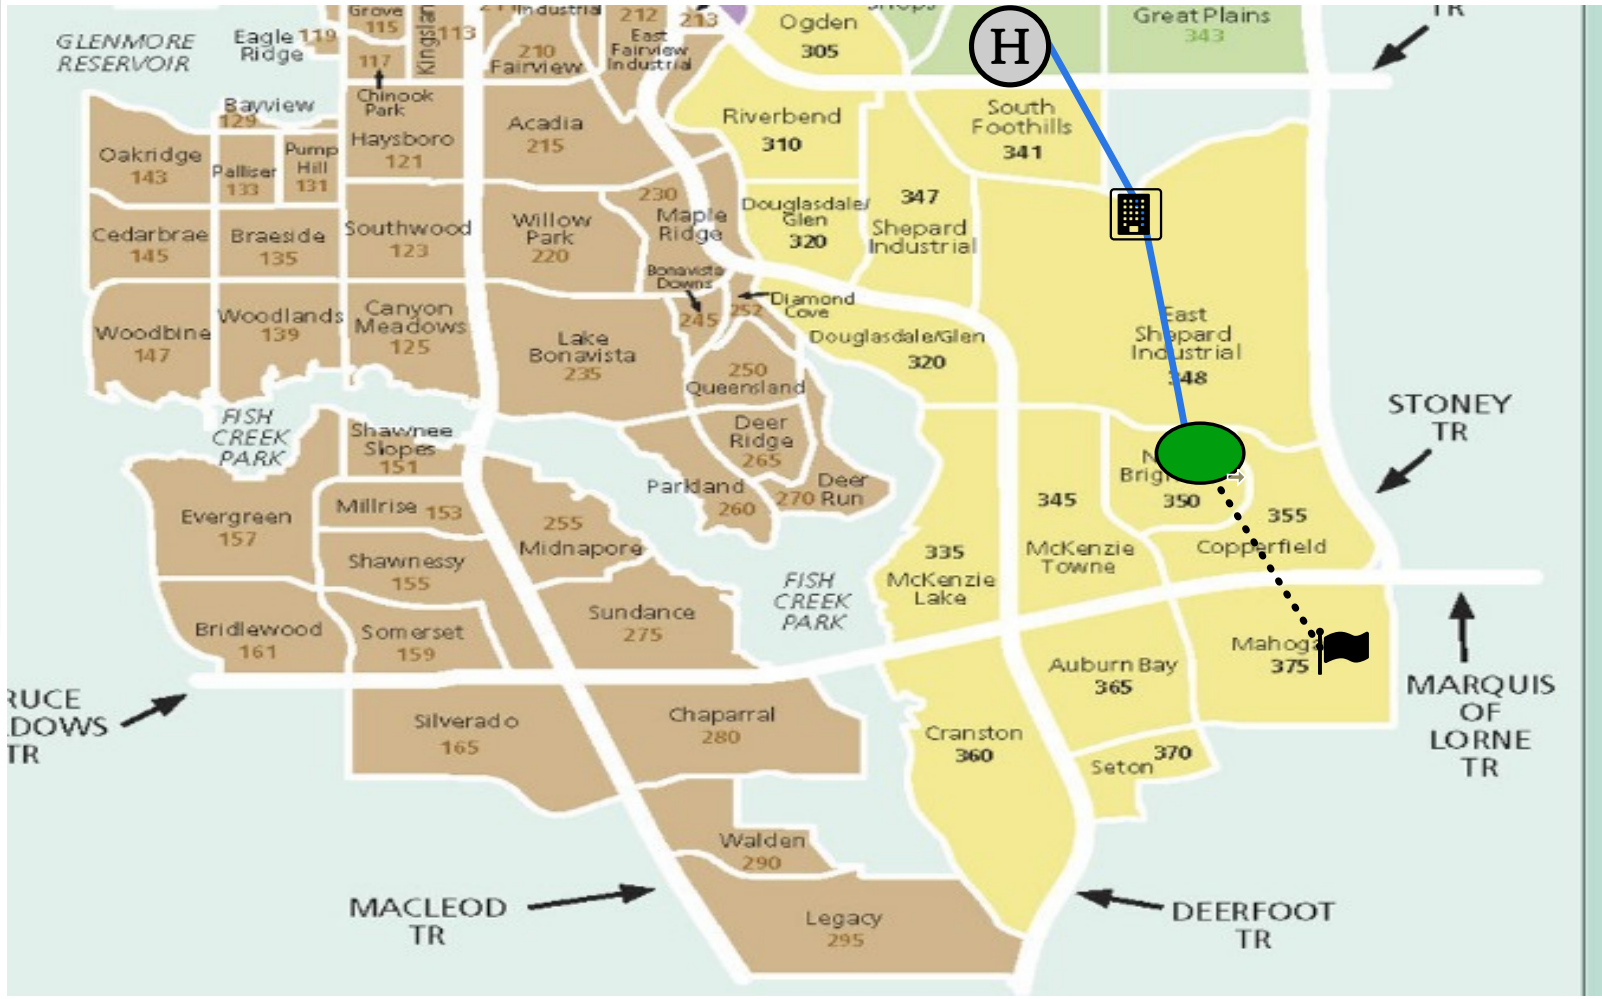 Grove
115
Kingslan
113
Industrial
212
213
Ogden
305
Great Plains
343
TR
H
GLENMORE
RESERVOIR
Eagle
Ridge
119
117
Chinook
Park
210
Fairview
East
Fairview
Industrial
Bayview
129
Haysboro
121
Acadia
215
Riverbend
310
South
Foothills
341
Oakridge
143
Palliser
133
Pump
Hill
131
230
Maple
Ridge
Douglasdale/
Glen
320
347
Shepard
Industrial
Cedarbrae
145
Braeside
135
Southwood
123
Willow
Park
220
Bonavista
Downs
245
252
Diamond
Cove
Woodbine
147
Woodlands
139
Canyon
Meadows
125
Lake
Bonavista
235
Douglasdale/Glen
320
East
Shepard
Industrial
348
250
Queensland
FISH
CREEK
PARK
Shawnee
Slopes
151
Deer
Ridge
265
STONEY
TR
Parkland
260
270
Deer
Run
Evergreen
157
Millrise 153
255
Midnapore
345
McKenzie
Towne
350
355
Copperfield
Shawnessy
155
335
McKenzie
Lake
FISH
CREEK
PARK
Sundance
275
Bridlewood
161
Somerset
159
Mahoga
375
Auburn Bay
365
MARQUIS
OF
LORNE
TR
RUCE
DOWS
TR
Silverado
165
Chaparral
280
Cranston
360
370
Seton
Walden
290
MACLEOD
TR
Legacy
295
DEERFOOT
TR